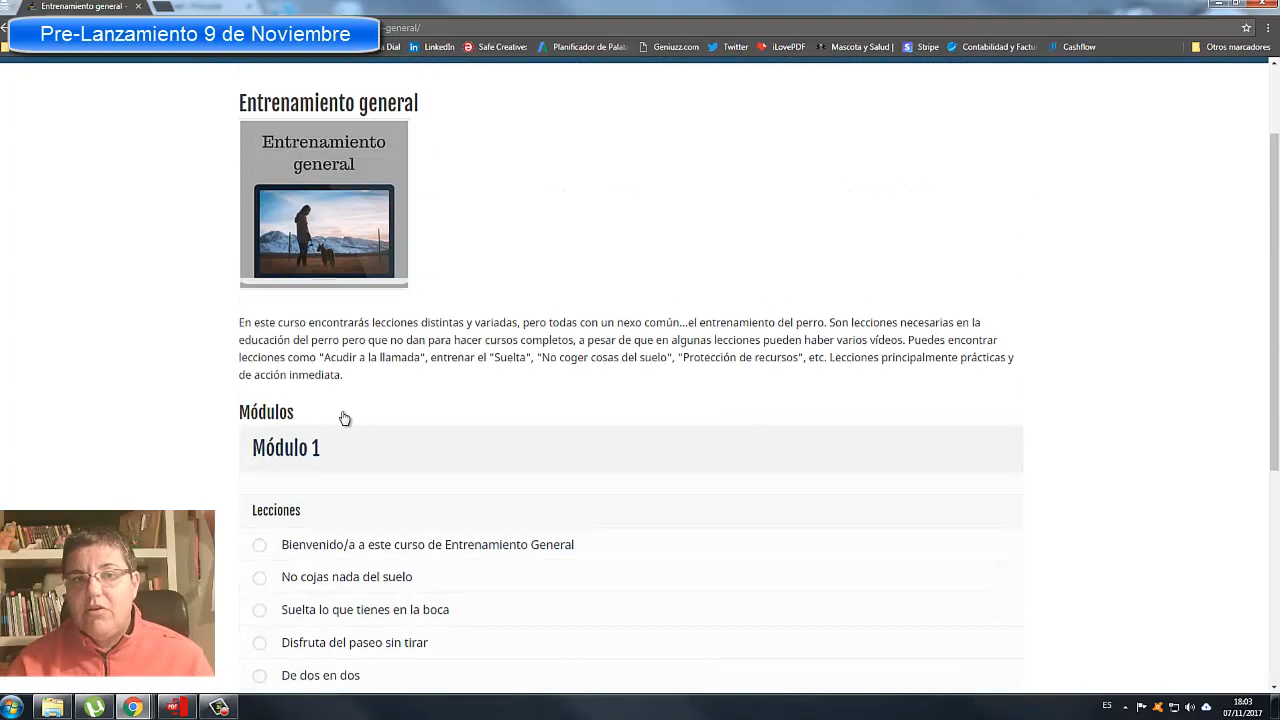 Entrenamiento general -
Pre-Lanzamiento 9 de Noviembre
-general/
Dial
LinkedIn
Safe Creative:
Planificador de Palab
Geniuzz.com
Twitter
iLovePDF
Mascota y Salud |
Stripe
Contabilidad y Factu
Cashflow
Otros marcadores
Entrenamiento general
Entrenamiento
general
En este curso encontrarás lecciones distintas y variadas, pero todas con un nexo común...el entrenamiento del perro. Son lecciones necesarias en la
educación del perro pero que no dan para hacer cursos completos, a pesar de que en algunas lecciones pueden haber varios vídeos. Puedes encontrar
lecciones como "Acudir a la llamada", entrenar el "Suelta", "No coger cosas del suelo", "Protección de recursos", etc. Lecciones principalmente prácticas y
de acción inmediata.
Módulos
Módulo 1
Lecciones
Bienvenido/a a este curso de Entrenamiento General
No cojas nada del suelo
Suelta lo que tienes en la boca
Disfruta del paseo sin tirar
De dos en dos
ES
18:03
07/11/2017